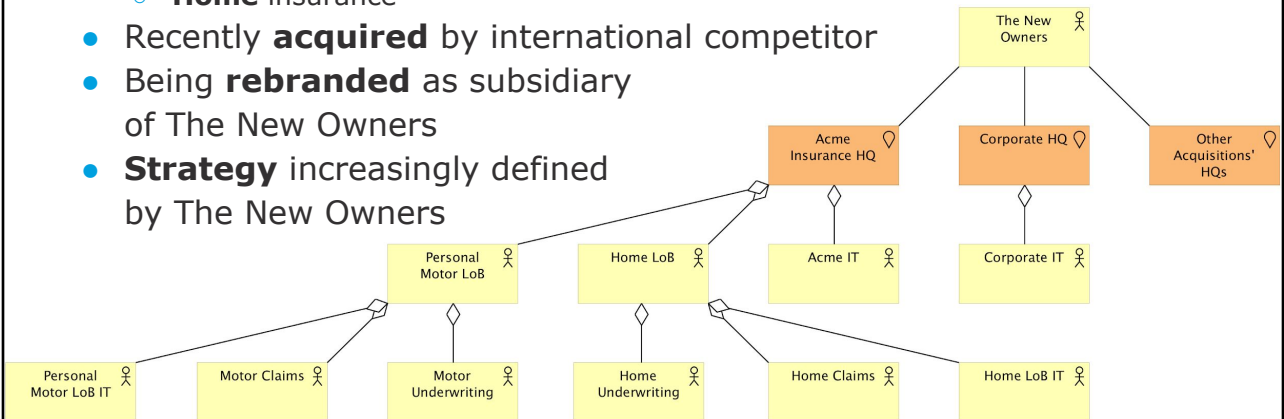 Home insurance
Recently acquired by international competitor
Being rebranded as subsidiary
of The New Owners
Strategy increasingly defined
by The New Owners
The New
Owners
Acme
Insurance HQ
Corporate HQ
Other
Acquisitions'
HQs
Personal
Motor LoB
Home LoB
Acme IT
Corporate IT
Personal
Motor LoB IT
Motor Claims
Motor
Underwriting
Home
Underwriting
Home Claims
Home LoB IT